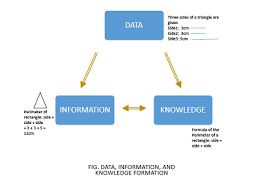 DATA
Three sides of a triangle are
given
Side1: 3cm
Side2: 3cm
Side3: 5cm
Perimeter of
rectangle: side +
side + side
= 3 + 3 + 5 =
11cm
INFORMATION
KNOWLEDGE
Formula of the
Perimeter of a
rectangle: side +
side + side
FIG, DATA, INFORMATION, AND
KNOWLEDGE FORMATION